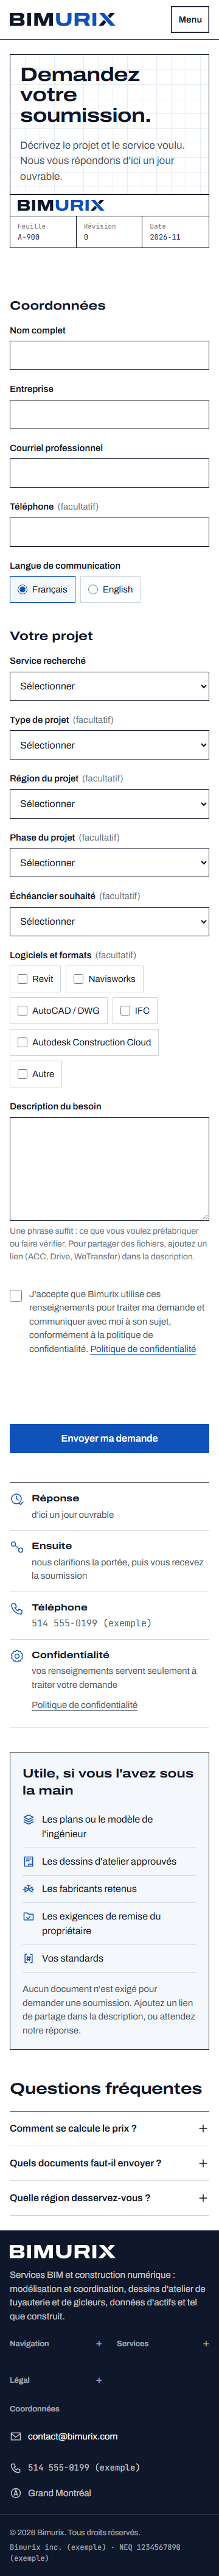 BIMURIX
Menu
Demandez
votre
soumission.
Décrivez le projet et le service voulu.
Nous vous répondons d'ici un jour
ouvrable.
BIMURIX
Feuille
A-900
Révision
0
Date
2026-11
Coordonnées
Nom complet
Entreprise
Courriel professionnel
Téléphone (facultatif)
Langue de communication
Français
English
Votre projet
Service recherché
Sélectionner
Type de projet (facultatif)
Sélectionner
Région du projet (facultatif)
Sélectionner
Phase du projet (facultatif)
Sélectionner
Échéancier souhaité (facultatif)
Sélectionner
Logiciels et formats (facultatif)
Revit
Navisworks
AutoCAD / DWG
IFC
Autodesk Construction Cloud
Autre
Description du besoin
Une phrase suffit : ce que vous voulez préfabriquer
ou faire vérifier. Pour partager des fichiers, ajoutez un
lien (ACC, Drive, WeTransfer) dans la description.
J'accepte que Bimurix utilise ces
renseignements pour traiter ma demande et
communiquer avec moi à son sujet,
conformément à la politique de
confidentialité. Politique de confidentialité
Envoyer ma demande
Réponse
d'ici un jour ouvrable
Ensuite
nous clarifions la portée, puis vous recevez
la soumission
Téléphone
514 555-0199 (exemple)
Confidentialité
vos renseignements servent seulement à
traiter votre demande
Politique de confidentialité
Utile, si vous l'avez sous
la main
Les plans ou le modèle de
l'ingénieur
Les dessins d'atelier approuvés
Les fabricants retenus
Les exigences de remise du
propriétaire
Vos standards
Aucun document n'est exigé pour
demander une soumission. Ajoutez un lien
de partage dans la description, ou attendez
notre réponse.
Questions fréquentes
Comment se calcule le prix ?
Quels documents faut-il envoyer ?
Quelle région desservez-vous ?
BIMURIX
Services BIM et construction numérique :
modélisation et coordination, dessins d'atelier de
tuyauterie et de gicleurs, données d'actifs et tel
que construit.
Navigation
Services
Légal
Coordonnées
contact@bimurix.com
514 555-0199 (exemple)
Grand Montréal
© 2026 Bimurix. Tous droits réservés.
Bimurix inc. (exemple) · NEQ 1234567890
(exemple)